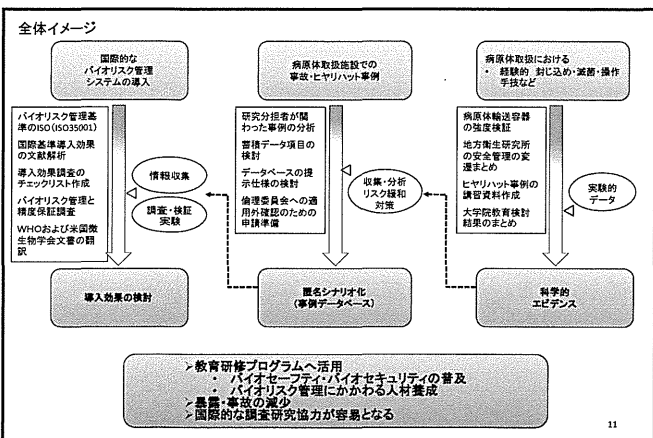 全体イメージ
国際的な
バイオリスク管理
システムの導入
バイオリスク管理基
準のISO(ISO35001)
国際基準導入効果
の文献解析
導入効果調査の
チェックリスト作成
バイオリスク管理と
精度保証調査
WHOおよび米国微
生物学会文書の翻
訳
情報収集
調査・検証
実験
導入効果の検討
病原体取扱施設での
事故・ヒヤリハット事例
研究分担者が関
わった事例の分析
蓄積データ項目の
検討
データベースの提
示仕様の検討
倫理委員会への適
用外確認のための
申請準備
収集・分析
リスク緩和
対策
匿名シナリオ化
(事例データベース)
病原体取扱における
・ 経験的 封じ込め・滅菌・操作
手技など
病原体輸送容器
の強度検証
地方衛生研究所
の安全管理の変
遷まとめ
ヒヤリハット事例の
講習資料作成
大学院教育検討
結果のまとめ
実験的
データ
科学的
エビデンス
➢教育研修プログラムへ活用
・ バイオセーフティ・バイオセキュリティの普及
・ バイオリスク管理にかかわる人材養成
➢暴露・事故の減少
➢国際的な調査研究協力が容易となる
11